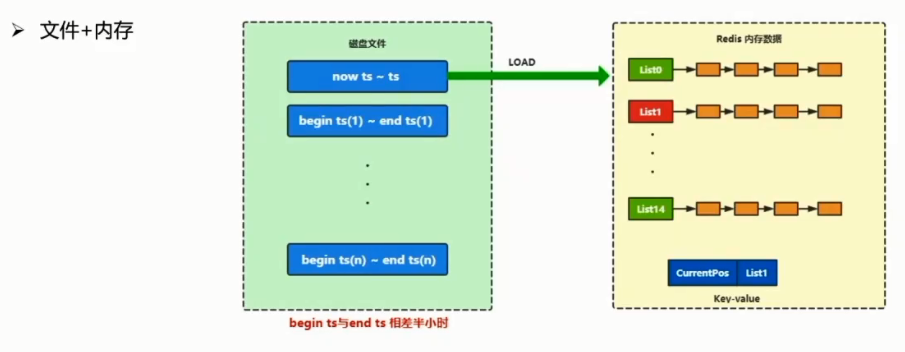 ➢ 文件+内存
磁盘文件
now ts ~ ts
begin ts(1) ~ end ts(1)
begin ts(n) ~ end ts(n)
begin ts与end ts 相差半小时
LOAD
Redis 内存数据
List0
List1
List14
CurrentPos List1
Key-value